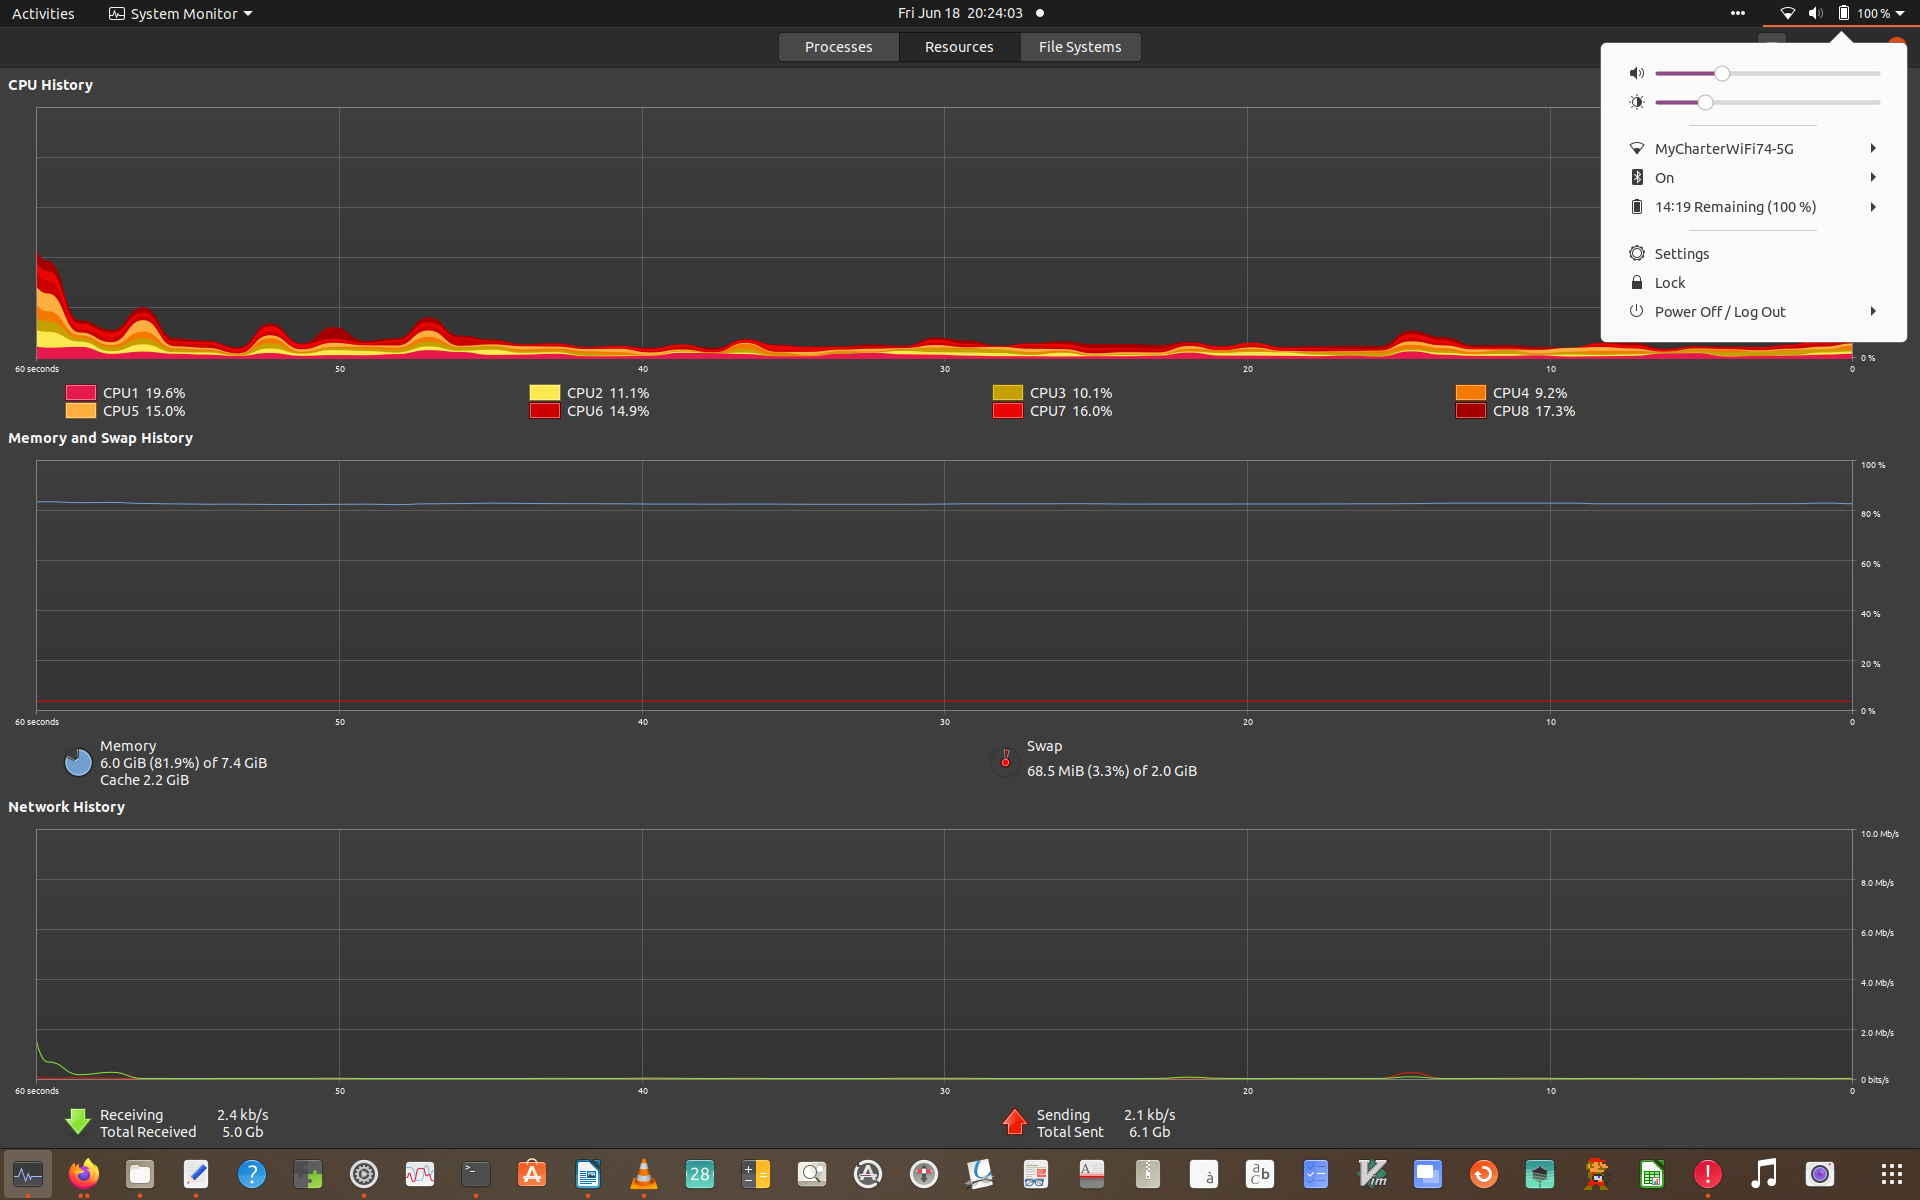 Activities
System Monitor
Fri Jun 18 20:24:03
100 %
Processes
Resources
File Systems
MyCharterWiFi74-5G
On
14:19 Remaining (100 %)
Settings
Lock
Power Off / Log Out
CPU History
0 %
60 seconds 50 40 30 20 10 0
CPU1 19.6% CPU2 11.1% CPU3 10.1% CPU4 9.2%
CPU5 15.0% CPU6 14.9% CPU7 16.0% CPU8 17.3%
Memory and Swap History
100 %
80 %
60 %
40 %
20 %
0 %
60 seconds 50 40 30 20 10 0
Memory
6.0 GiB (81.9%) of 7.4 GiB
Cache 2.2 GiB
Swap
68.5 MiB (3.3%) of 2.0 GiB
Network History
10.0 Mb/s
8.0 Mb/s
6.0 Mb/s
4.0 Mb/s
2.0 Mb/s
0 bits/s
60 seconds 50 40 30 20 10 0
Receiving 2.4 kb/s
Total Received 5.0 Gb
Sending 2.1 kb/s
Total Sent 6.1 Gb
28
à
a b c
Vim